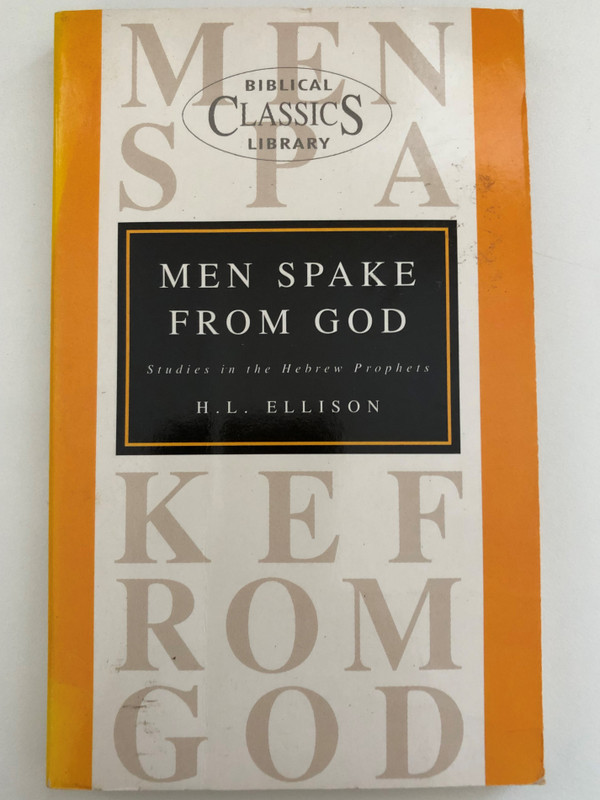 MEN
BIBLICAL
CLASSICS
LIBRARY
SPA
MEN SPAKE
FROM GOD
Studies in the Hebrew Prophets
H.L. ELLISON
KEF
ROM
GOD